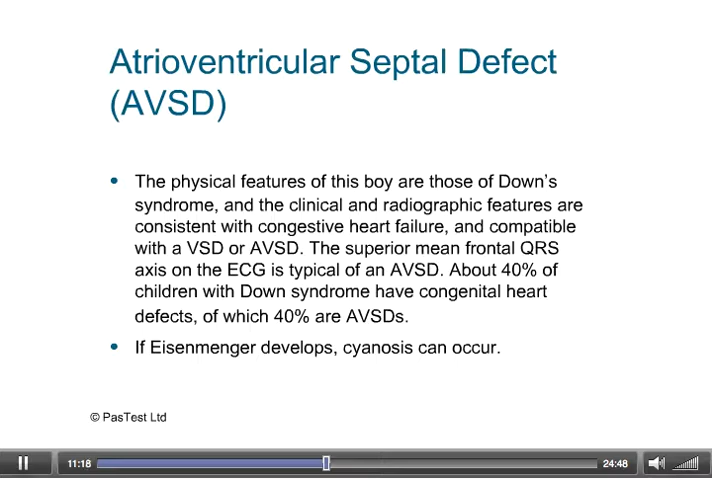 Atrioventricular Septal Defect
(AVSD)
• The physical features of this boy are those of Down's
syndrome, and the clinical and radiographic features are
consistent with congestive heart failure, and compatible
with a VSD or AVSD. The superior mean frontal QRS
axis on the ECG is typical of an AVSD. About 40% of
children with Down syndrome have congenital heart
defects, of which 40% are AVSDs.
• If Eisenmenger develops, cyanosis can occur.
© PasTest Ltd
11:18
24:48